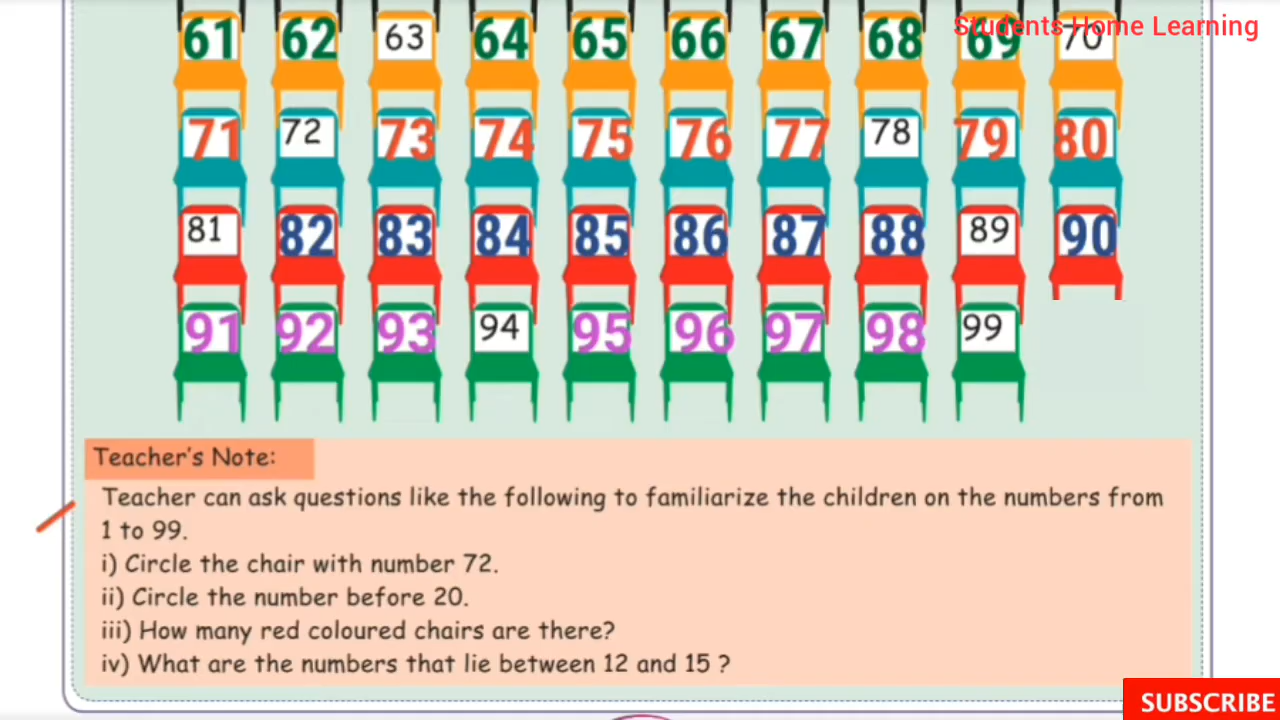 Students Home Learning
61 62 63 64 65 66 67 68 69 70
71 72 73 74 75 76 77 78 79 80
81 82 83 84 85 86 87 88 89 90
91 92 93 94 95 96 97 98 99
Teacher's Note:
Teacher can ask questions like the following to familiarize the children on the numbers from
1 to 99.
i) Circle the chair with number 72.
ii) Circle the number before 20.
iii) How many red coloured chairs are there?
iv) What are the numbers that lie between 12 and 15 ?
SUBSCRIBE